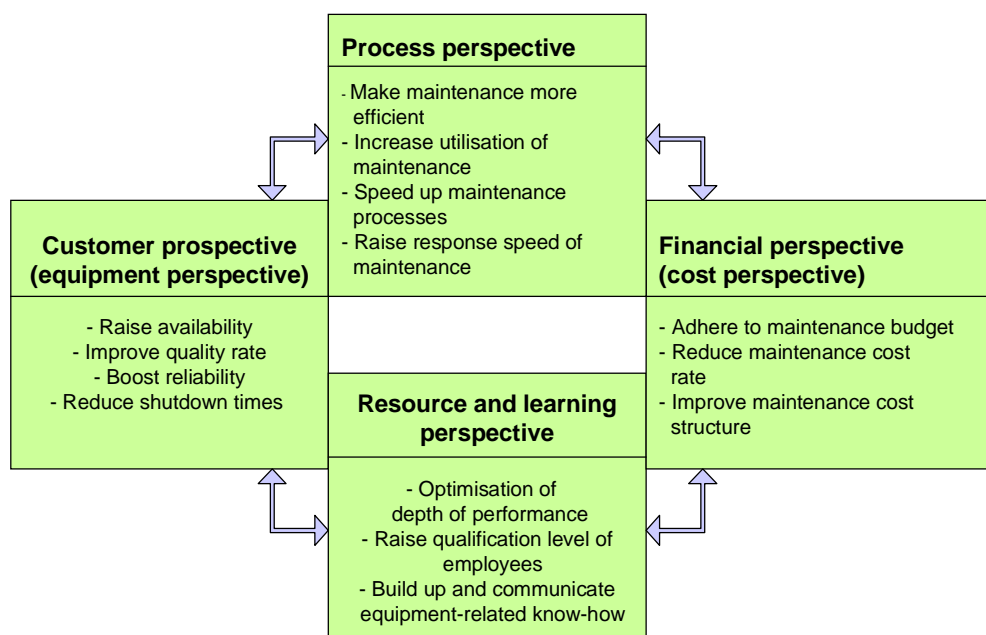 Process perspective
- Make maintenance more
efficient
- Increase utilisation of
maintenance
- Speed up maintenance
processes
- Raise response speed of
maintenance
Customer prospective
(equipment perspective)
- Raise availability
- Improve quality rate
- Boost reliability
- Reduce shutdown times
Financial perspective
(cost perspective)
- Adhere to maintenance budget
- Reduce maintenance cost
rate
- Improve maintenance cost
structure
Resource and learning
perspective
- Optimisation of
depth of performance
- Raise qualification level of
employees
- Build up and communicate
equipment-related know-how